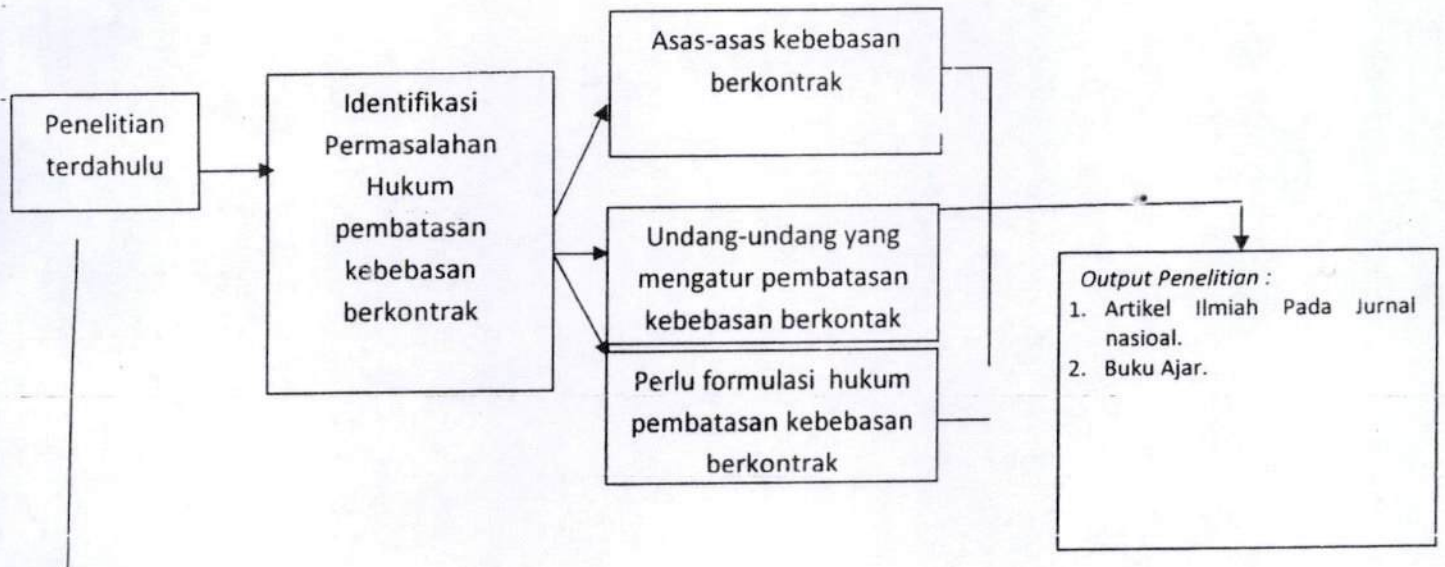 Penelitian
terdahulu
Identifikasi
Permasalahan
Hukum
pembatasan
kebebasan
berkontrak
Asas-asas kebebasan
berkontrak
Undang-undang yang
mengatur pembatasan
kebebasan berkontak
Perlu formulasi hukum
pembatasan kebebasan
berkontrak
Output Penelitian :
1. Artikel Ilmiah Pada Jurnal
nasioal.
2. Buku Ajar.